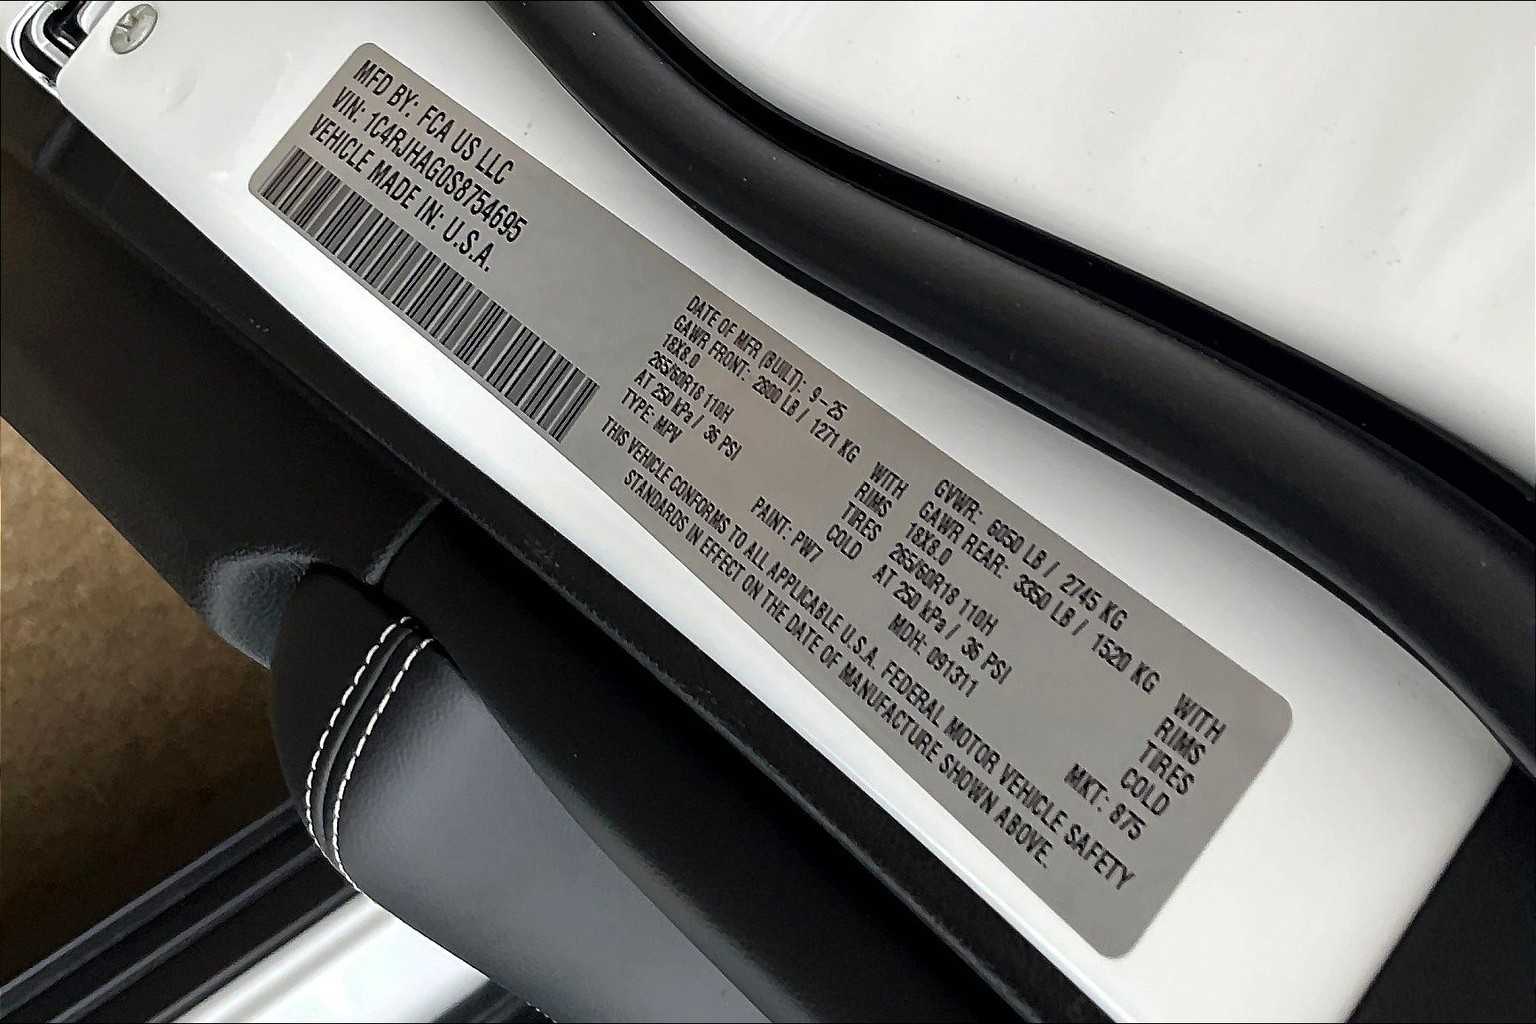 MFD BY: FCA US LLC
VIN: 1C4RJHAG0S8754695
VEHICLE MADE IN: U.S.A.
DATE OF MFR (BUILT): 9-25
GAWR FRONT: 2800 LB / 1271 KG WITH
18X8.0 RIMS
265/60R18 110H TIRES
AT 250 kPa / 36 PSI COLD
TYPE: MPV PAINT: PW7
GVWR: 6050 LB / 2745 KG
GAWR REAR: 3350 LB / 1520 KG WITH
18X8.0 RIMS
265/60R18 110H TIRES
AT 250 kPa / 36 PSI COLD
MDH: 091311 MKT: 875
THIS VEHICLE CONFORMS TO ALL APPLICABLE U.S.A. FEDERAL MOTOR VEHICLE SAFETY
STANDARDS IN EFFECT ON THE DATE OF MANUFACTURE SHOWN ABOVE.